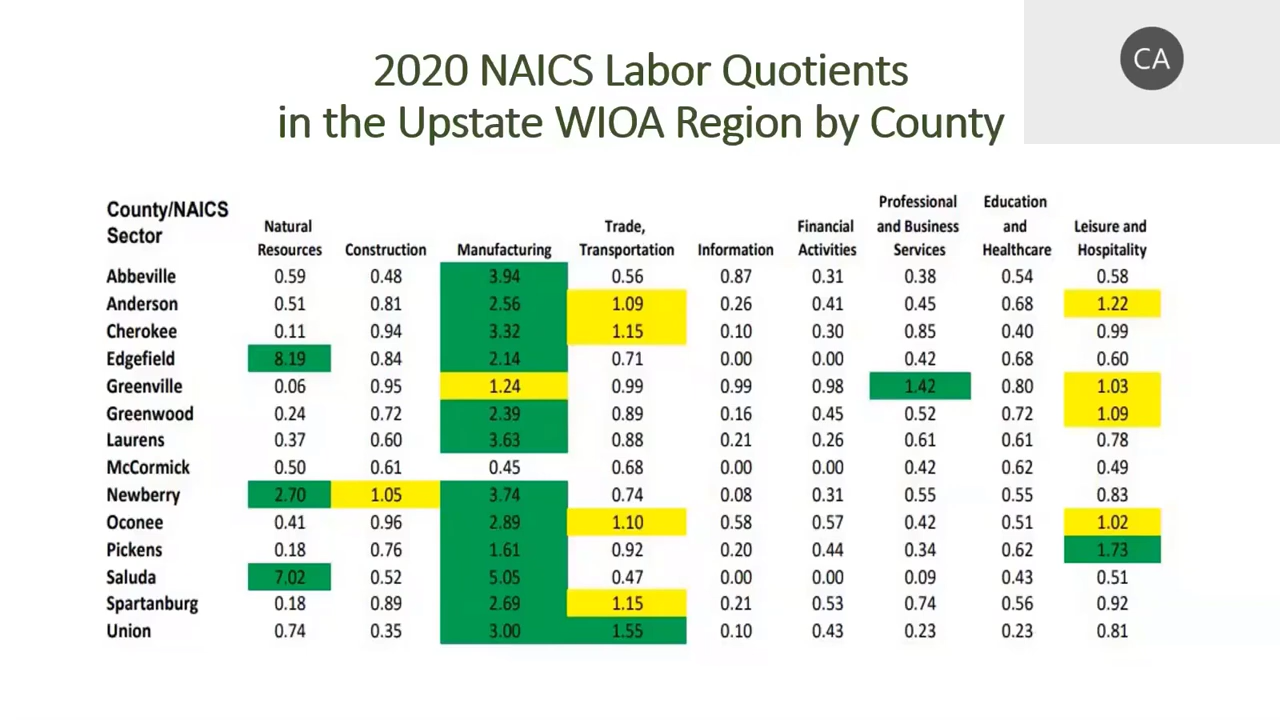 CA
2020 NAICS Labor Quotients
in the Upstate WIOA Region by County
County/NAICS Sector Natural Resources Construction Manufacturing Trade, Transportation Information Financial Activities Professional and Business Services Education and Healthcare Leisure and Hospitality
Abbeville 0.59 0.48 3.94 0.56 0.87 0.31 0.38 0.54 0.58
Anderson 0.51 0.81 2.56 1.09 0.26 0.41 0.45 0.68 1.22
Cherokee 0.11 0.94 3.32 1.15 0.10 0.30 0.85 0.40 0.99
Edgefield 8.19 0.84 2.14 0.71 0.00 0.00 0.42 0.68 0.60
Greenville 0.06 0.95 1.24 0.99 0.99 0.98 1.42 0.80 1.03
Greenwood 0.24 0.72 2.39 0.89 0.16 0.45 0.52 0.72 1.09
Laurens 0.37 0.60 3.63 0.88 0.21 0.26 0.61 0.61 0.78
McCormick 0.50 0.61 0.45 0.68 0.00 0.00 0.42 0.62 0.49
Newberry 2.70 1.05 3.74 0.74 0.08 0.31 0.55 0.55 0.83
Oconee 0.41 0.96 2.89 1.10 0.58 0.57 0.42 0.51 1.02
Pickens 0.18 0.76 1.61 0.92 0.20 0.44 0.34 0.62 1.73
Saluda 7.02 0.52 5.05 0.47 0.00 0.00 0.09 0.43 0.51
Spartanburg 0.18 0.89 2.69 1.15 0.21 0.53 0.74 0.56 0.92
Union 0.74 0.35 3.00 1.55 0.10 0.43 0.23 0.23 0.81